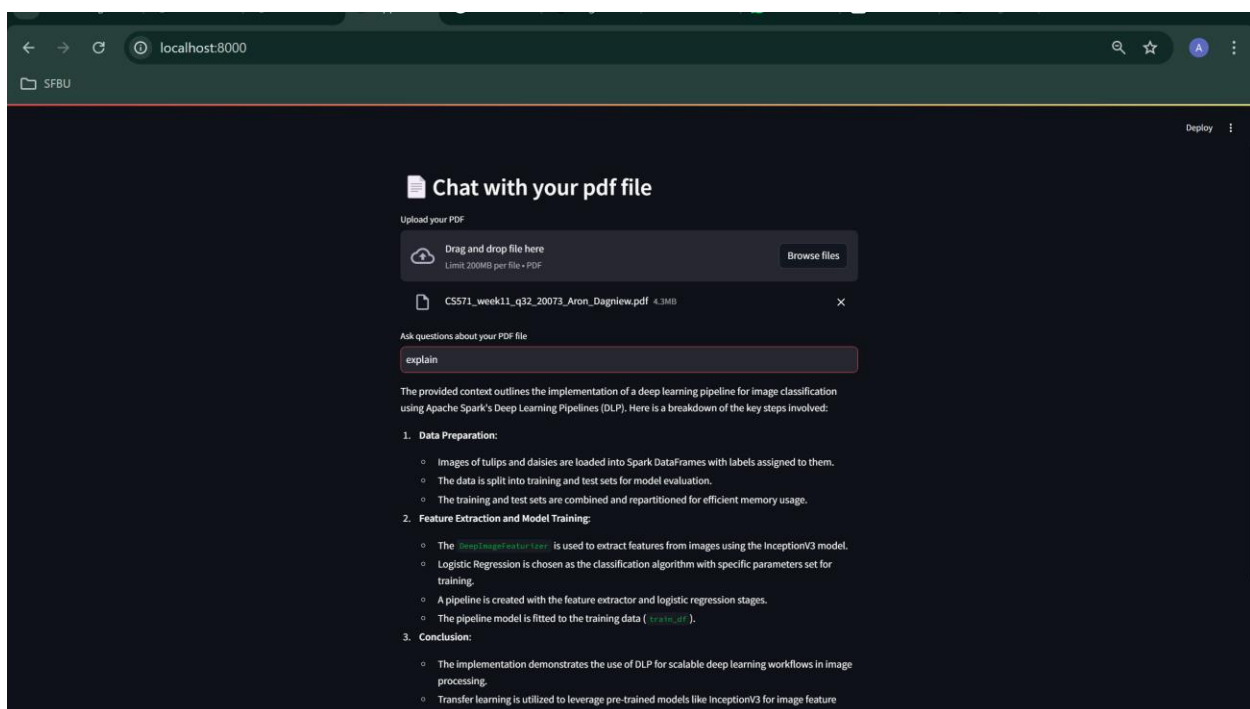 localhost:8000
A
SFBU
Deploy
Chat with your pdf file
Upload your PDF
Drag and drop file here
Limit 200MB per file • PDF
Browse files
CS571_week11_q32_20073_Aron_Dagniew.pdf 4.3MB
Ask questions about your PDF file
explain
The provided context outlines the implementation of a deep learning pipeline for image classification
using Apache Spark's Deep Learning Pipelines (DLP). Here is a breakdown of the key steps involved:
1. Data Preparation:
Images of tulips and daisies are loaded into Spark DataFrames with labels assigned to them.
The data is split into training and test sets for model evaluation.
The training and test sets are combined and repartitioned for efficient memory usage.
2. Feature Extraction and Model Training:
The DeepImageFeaturizer is used to extract features from images using the InceptionV3 model.
Logistic Regression is chosen as the classification algorithm with specific parameters set for
training.
A pipeline is created with the feature extractor and logistic regression stages.
The pipeline model is fitted to the training data ( train_df ).
3. Conclusion:
The implementation demonstrates the use of DLP for scalable deep learning workflows in image
processing.
Transfer learning is utilized to leverage pre-trained models like InceptionV3 for image feature